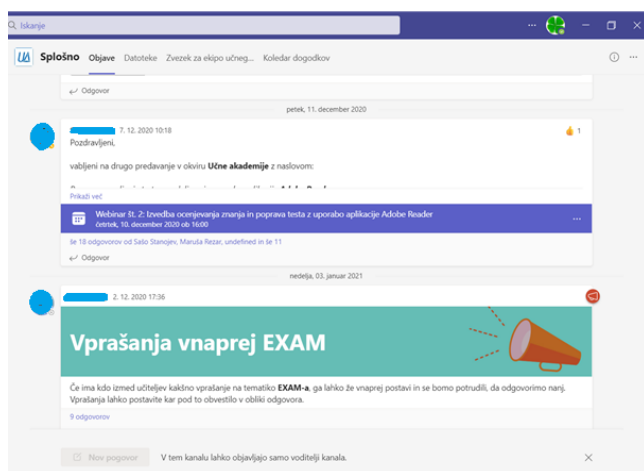 Iskanje
UA Splošno Objave Datoteke Zvezek za ekipo učneg... Koledar dogodkov
Odgovor
petek, 11. december 2020
7. 12. 2020 10:18
1
Pozdravljeni,
vabljeni na drugo predavanje v okviru Učne akademije z naslovom:
Prikaži več
Webinar št. 2: Izvedba ocenjevanja znanja in poprava testa z uporabo aplikacije Adobe Reader
četrtek, 10. december 2020 ob 16:00
še 18 odgovorov od Sašo Stanojev, Maruša Rezar, undefined in še 11
Odgovor
nedelja, 03. januar 2021
2. 12. 2020 17:36
Vprašanja vnaprej EXAM
Če ima kdo izmed učiteljev kakšno vprašanje na tematiko EXAM-a, ga lahko že vnaprej postavi in se bomo potrudili, da odgovorimo nanj.
Vprašanja lahko postavite kar pod to obvestilo v obliki odgovora.
9 odgovorov
Nov pogovor V tem kanalu lahko objavljajo samo voditelji kanala.